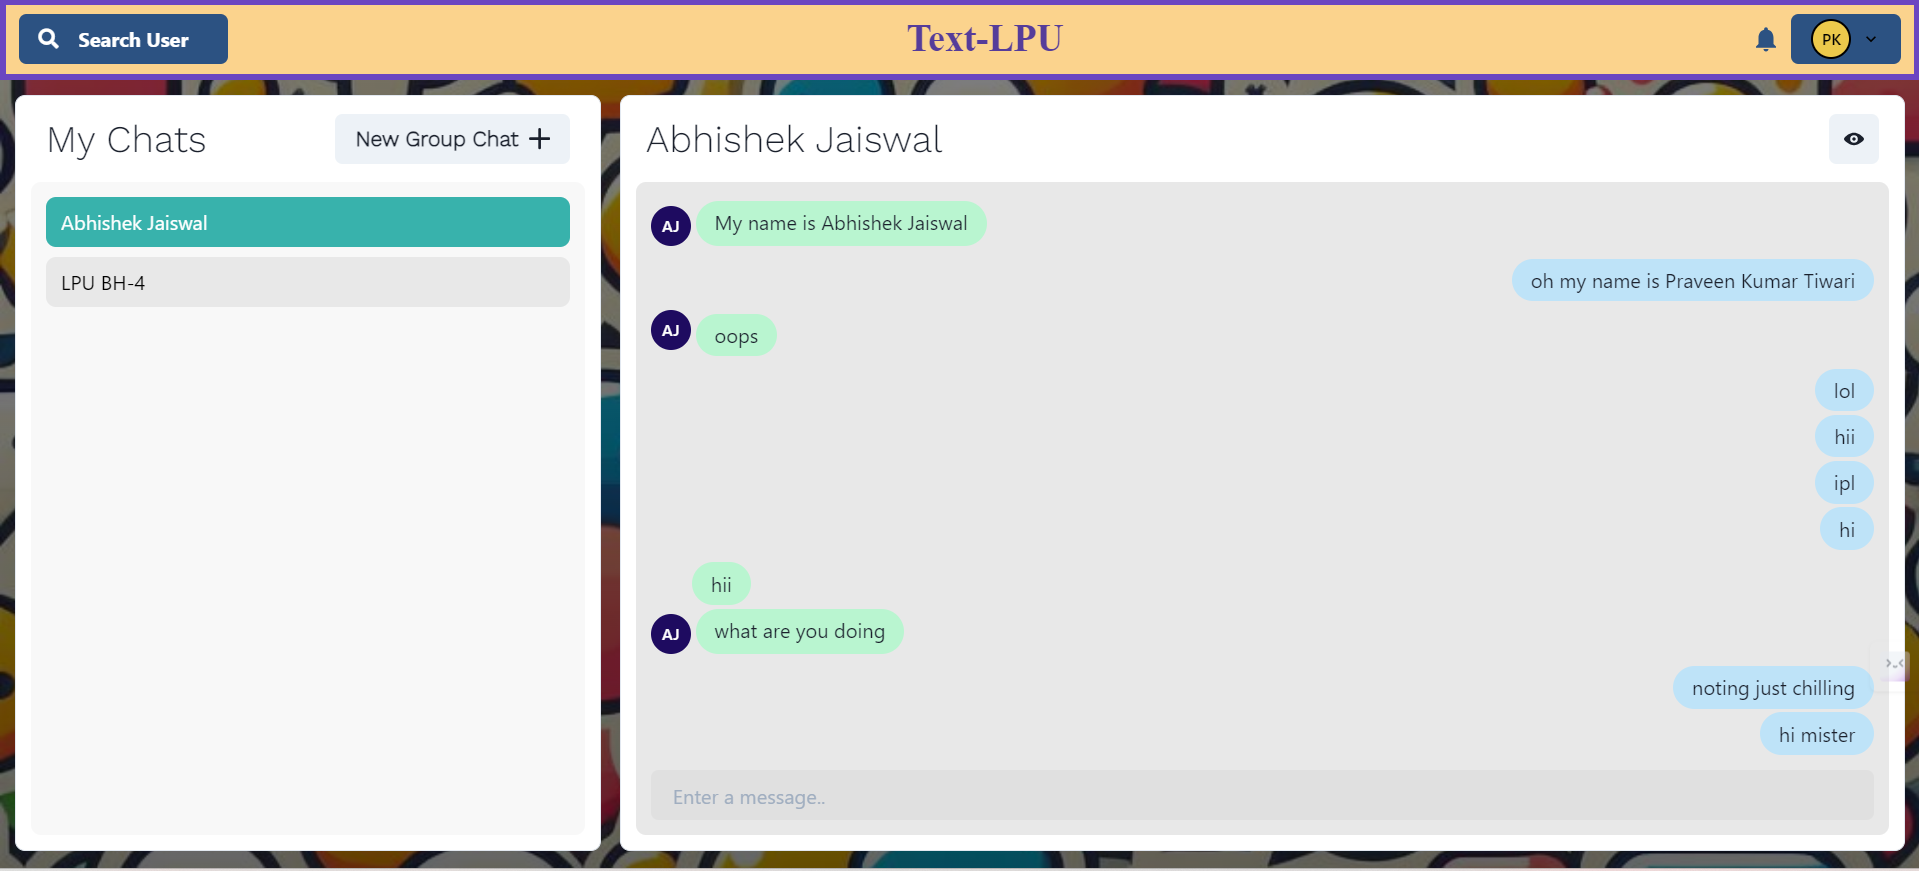 Search User
Text-LPU
PK
My Chats
New Group Chat
Abhishek Jaiswal
LPU BH-4
Abhishek Jaiswal
AJ
My name is Abhishek Jaiswal
oh my name is Praveen Kumar Tiwari
AJ
oops
lol
hii
ipl
hi
hii
AJ
what are you doing
noting just chilling
hi mister
Enter a message..